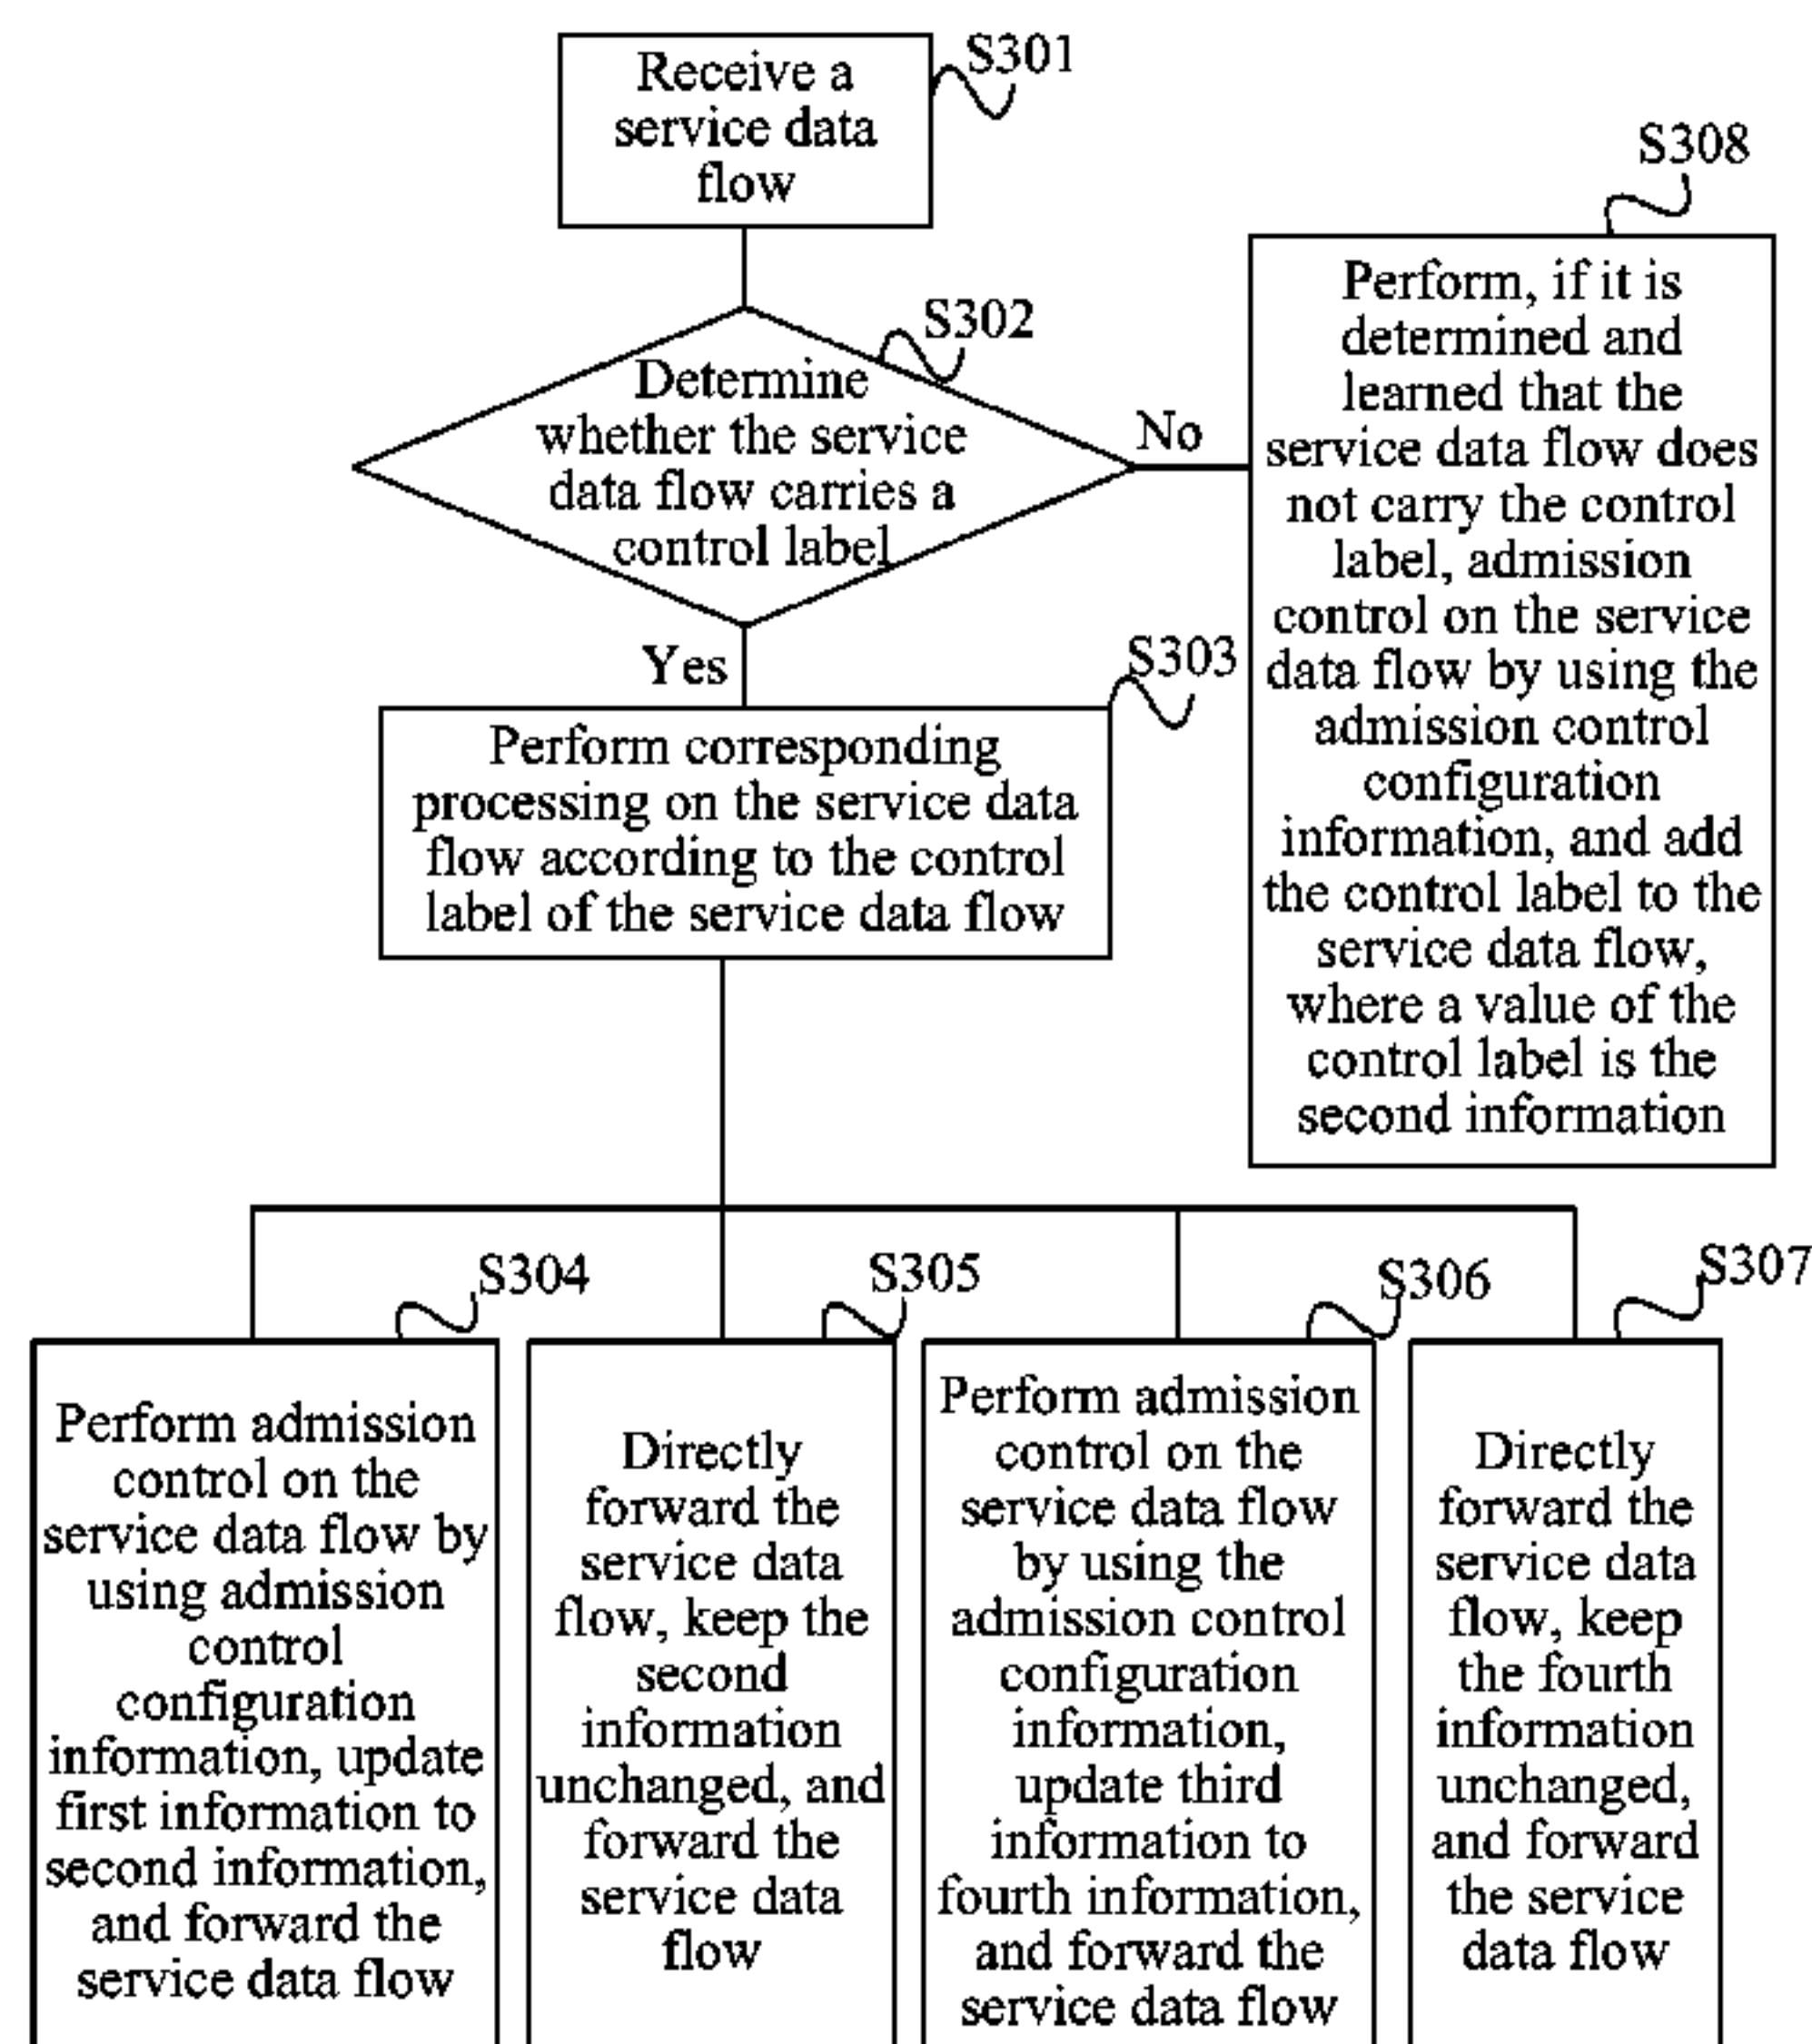 Receive a
service data
flow
S301
S302
Determine
whether the service
data flow carries a
control label
No
Yes
S308
Perform, if it is
determined and
learned that the
service data flow does
not carry the control
label, admission
control on the service
data flow by using the
admission control
configuration
information, and add
the control label to the
service data flow,
where a value of the
control label is the
second information
S303
Perform corresponding
processing on the service data
flow according to the control
label of the service data flow
S304
Perform admission
control on the
service data flow by
using admission
control
configuration
information, update
first information to
second information,
and forward the
service data flow
S305
Directly
forward the
service data
flow, keep the
second
information
unchanged, and
forward the
service data
flow
S306
Perform admission
control on the
service data flow
by using the
admission control
configuration
information,
update third
information to
fourth information,
and forward the
service data flow
S307
Directly
forward the
service data
flow, keep
the fourth
information
unchanged,
and forward
the service
data flow